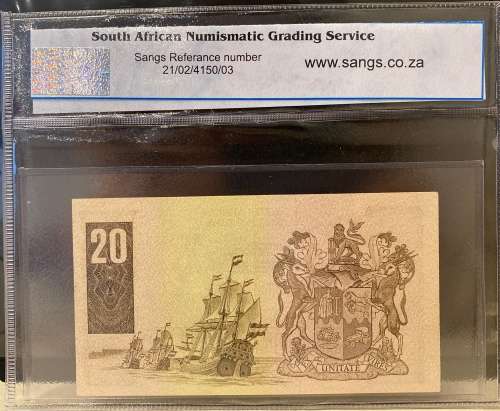 South African Numismatic Grading Service
Sangs Referance number
21/02/4150/03
www.sangs.co.za
20
UNITATE